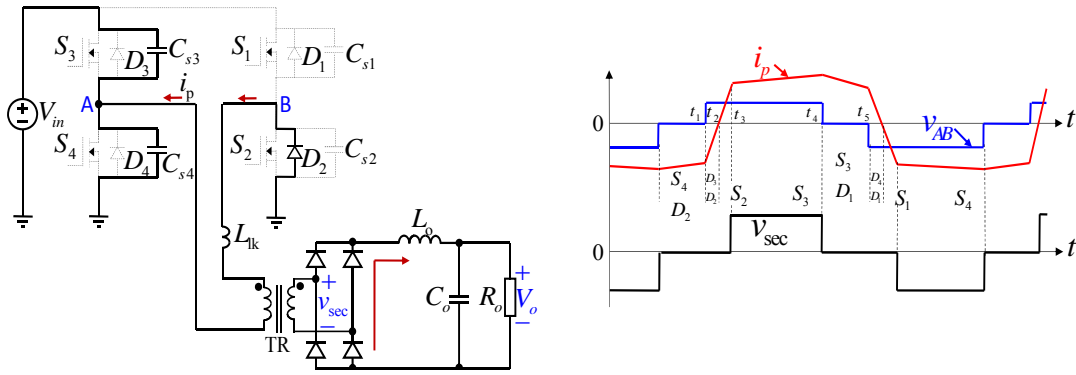 S3
D3
Cs3
S1
D1
Cs1
ip
A
B
Vin
S4
D4
Cs4
S2
D2
Cs2
Llk
TR
+
vsec
−
Lo
Co
Ro
+
Vo
−
ip
0
t1
t2
t3
t4
t5
vAB
t
S4
D2
D3
D2
S2
S3
S3
D1
D4
D1
S1
S4
0
vsec
t